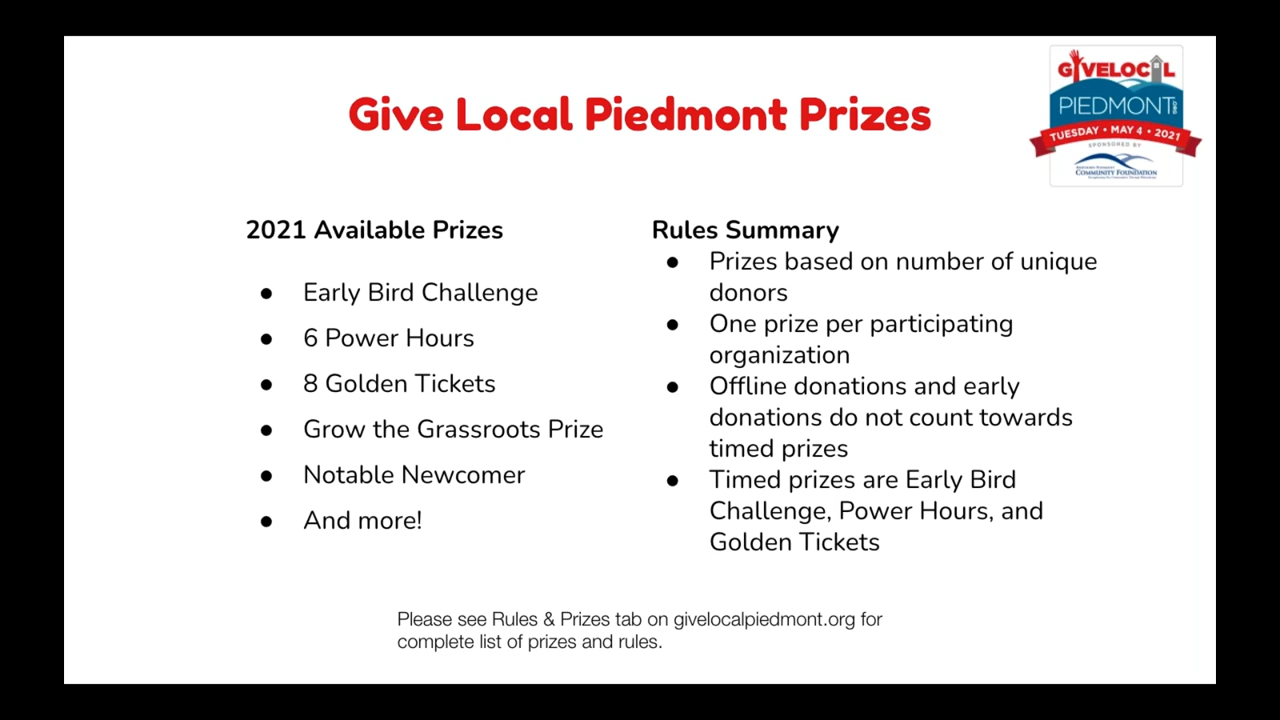 Give Local Piedmont Prizes
GIVELOCAL
PIEDMONT.ORG
TUESDAY • MAY 4 • 2021
SPONSORED BY
COMMUNITY FOUNDATION
2021 Available Prizes
● Early Bird Challenge
● 6 Power Hours
● 8 Golden Tickets
● Grow the Grassroots Prize
● Notable Newcomer
● And more!
Rules Summary
● Prizes based on number of unique
donors
● One prize per participating
organization
● Offline donations and early
donations do not count towards
timed prizes
● Timed prizes are Early Bird
Challenge, Power Hours, and
Golden Tickets
Please see Rules & Prizes tab on givelocalpiedmont.org for
complete list of prizes and rules.